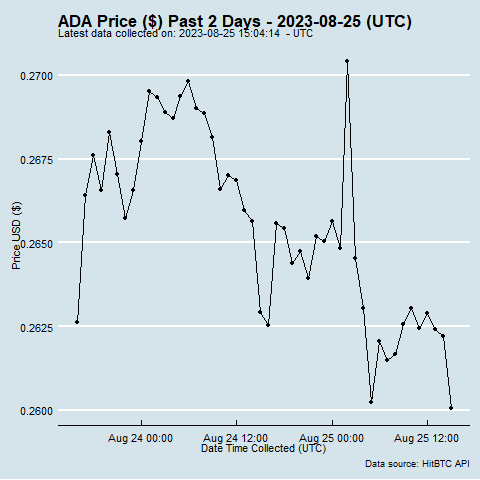 ADA Price ($) Past 2 Days - 2023-08-25 (UTC)
Latest data collected on: 2023-08-25 15:04:14  - UTC
0.2700
0.2675
0.2650
0.2625
0.2600
Price USD ($)
Aug 24 00:00
Aug 24 12:00
Aug 25 00:00
Aug 25 12:00
Date Time Collected (UTC)
Data source: HitBTC API